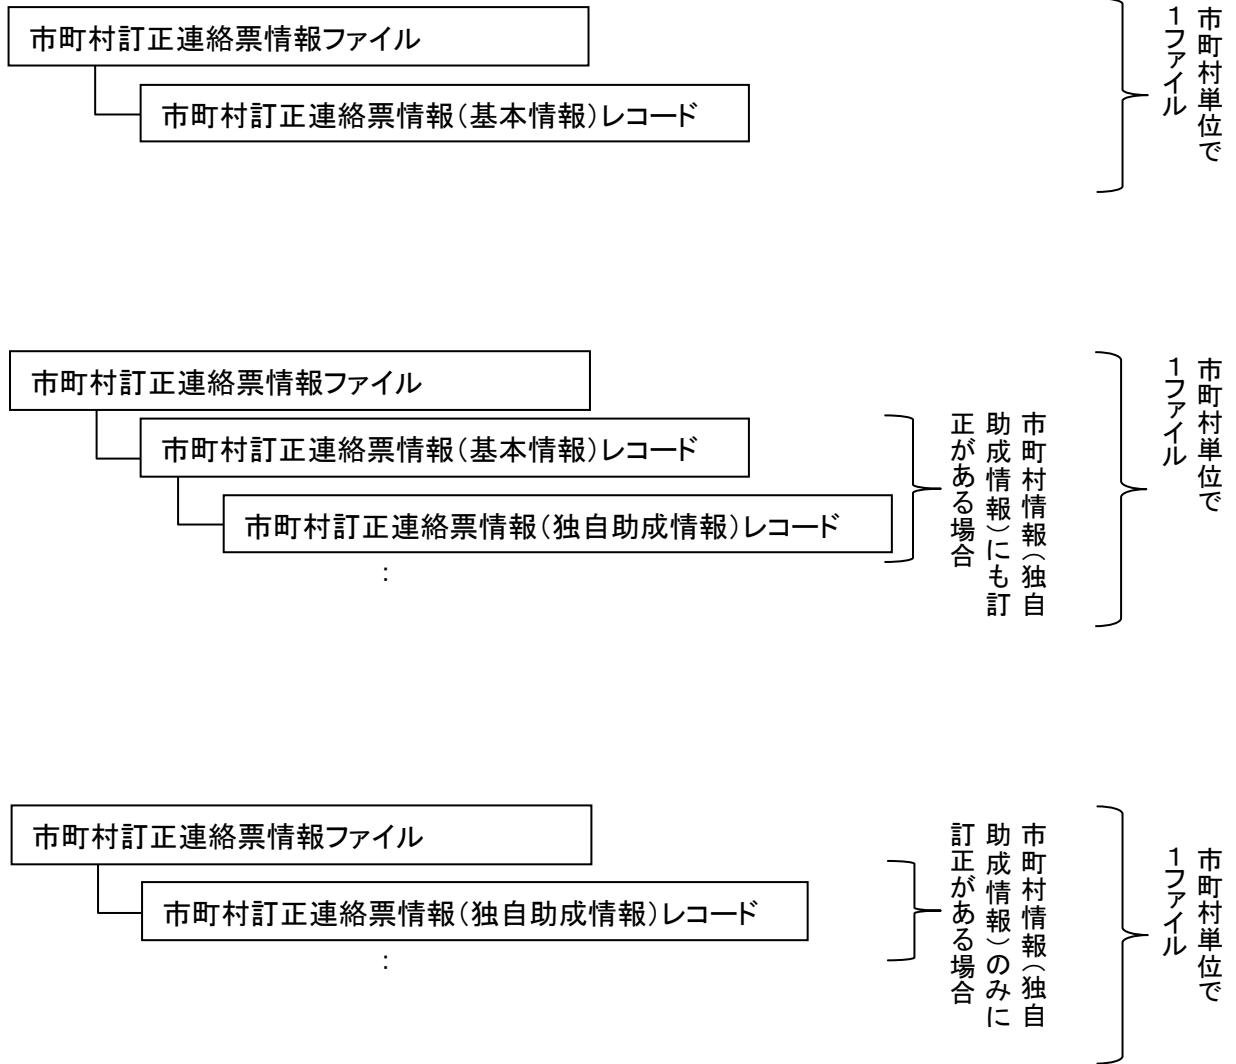 市町村訂正連絡票情報ファイル
市町村訂正連絡票情報（基本情報）レコード
市町村単位で
１ファイル
市町村訂正連絡票情報ファイル
市町村訂正連絡票情報（基本情報）レコード
市町村訂正連絡票情報（独自助成情報）レコード
：
市町村情報（独自
助成情報）にも訂
正がある場合
市町村単位で
１ファイル
市町村訂正連絡票情報ファイル
市町村訂正連絡票情報（独自助成情報）レコード
：
市町村情報（独自
助成情報）のみに
訂正がある場合
市町村単位で
１ファイル